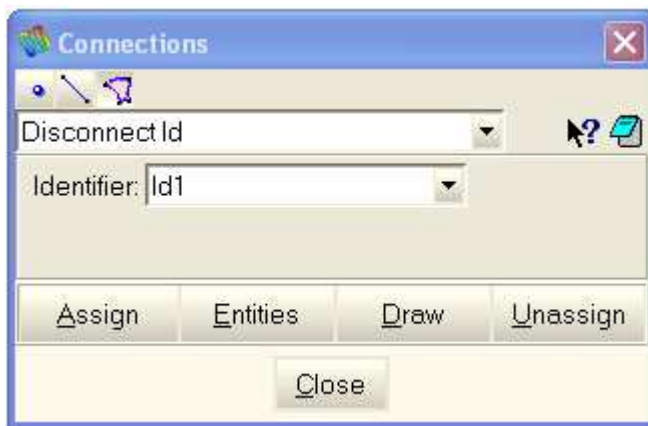 Connections
Disconnect Id
Identifier: Id1
Assign Entities Draw Unassign
Close